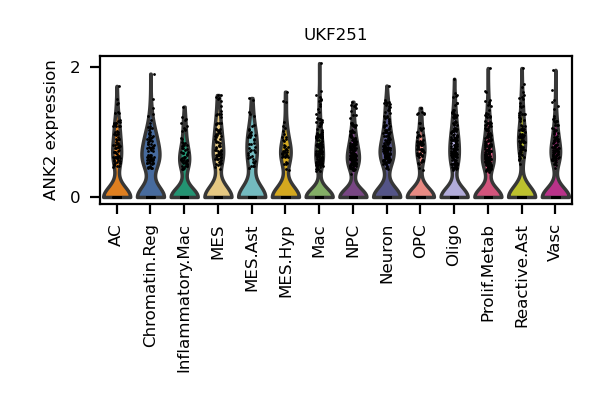 UKF251
ANK2 expression
2
0
AC
Chromatin.Reg
Inflammatory.Mac
MES
MES.Ast
MES.Hyp
Mac
NPC
Neuron
OPC
Oligo
Prolif.Metab
Reactive.Ast
Vasc